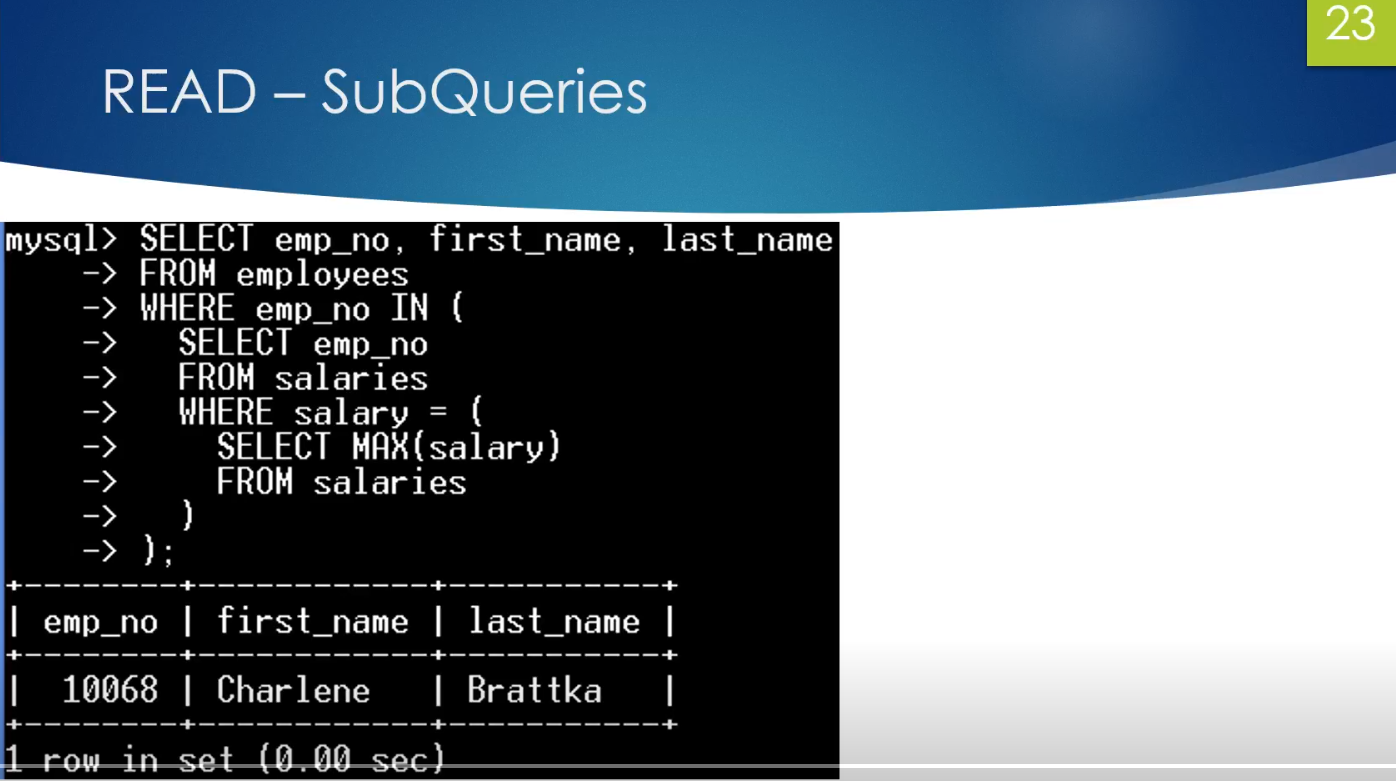 23
READ – SubQueries
mysql> SELECT emp_no, first_name, last_name
    -> FROM employees
    -> WHERE emp_no IN (
    ->   SELECT emp_no
    ->   FROM salaries
    ->   WHERE salary = (
    ->     SELECT MAX(salary)
    ->     FROM salaries
    ->   )
    -> );
+--------+------------+-----------+
| emp_no | first_name | last_name |
+--------+------------+-----------+
|  10068 | Charlene   | Brattka   |
+--------+------------+-----------+
1 row in set (0.00 sec)